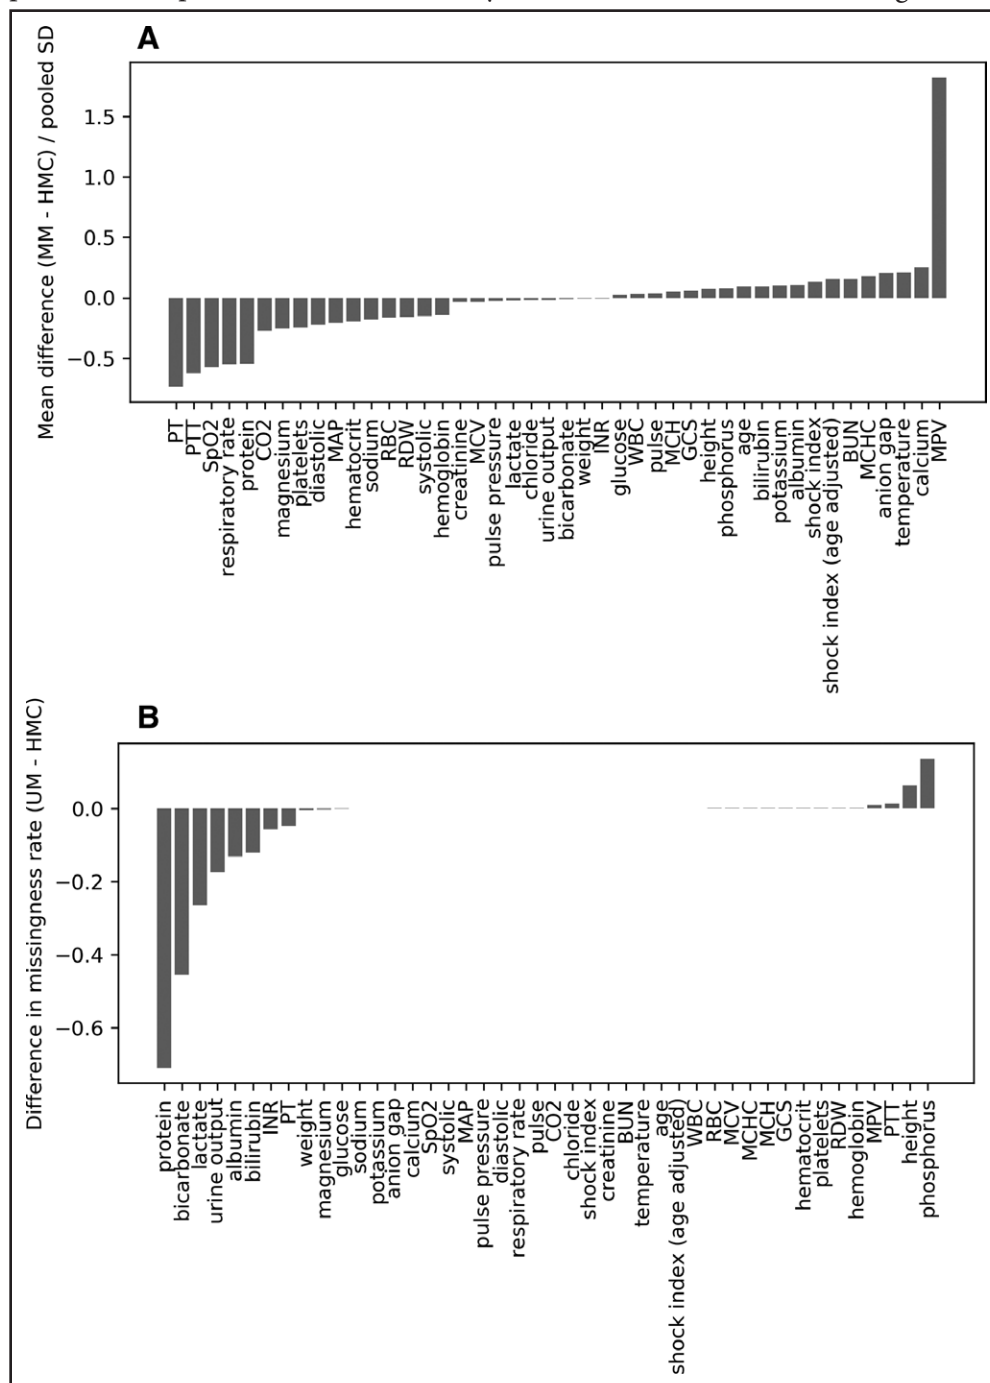 A
Mean difference (MM - HMC) / pooled SD
1.5
1.0
0.5
0.0
−0.5
PT
PTT
SpO2
respiratory rate
protein
CO2
magnesium
platelets
diastolic
MAP
hematocrit
sodium
RBC
RDW
systolic
hemoglobin
creatinine
MCV
pulse pressure
lactate
chloride
urine output
bicarbonate
weight
INR
glucose
WBC
pulse
MCH
GCS
height
phosphorus
age
bilirubin
potassium
albumin
shock index
shock index (age adjusted)
BUN
MCHC
anion gap
temperature
calcium
MPV
B
Difference in missingness rate (UM - HMC)
0.0
−0.2
−0.4
−0.6
protein
bicarbonate
lactate
urine output
albumin
bilirubin
INR
PT
weight
magnesium
glucose
sodium
potassium
anion gap
calcium
SpO2
systolic
MAP
pulse pressure
diastolic
respiratory rate
pulse
CO2
chloride
shock index
creatinine
BUN
temperature
age
shock index (age adjusted)
WBC
RBC
MCV
MCHC
MCH
GCS
hematocrit
platelets
RDW
hemoglobin
MPV
PTT
height
phosphorus